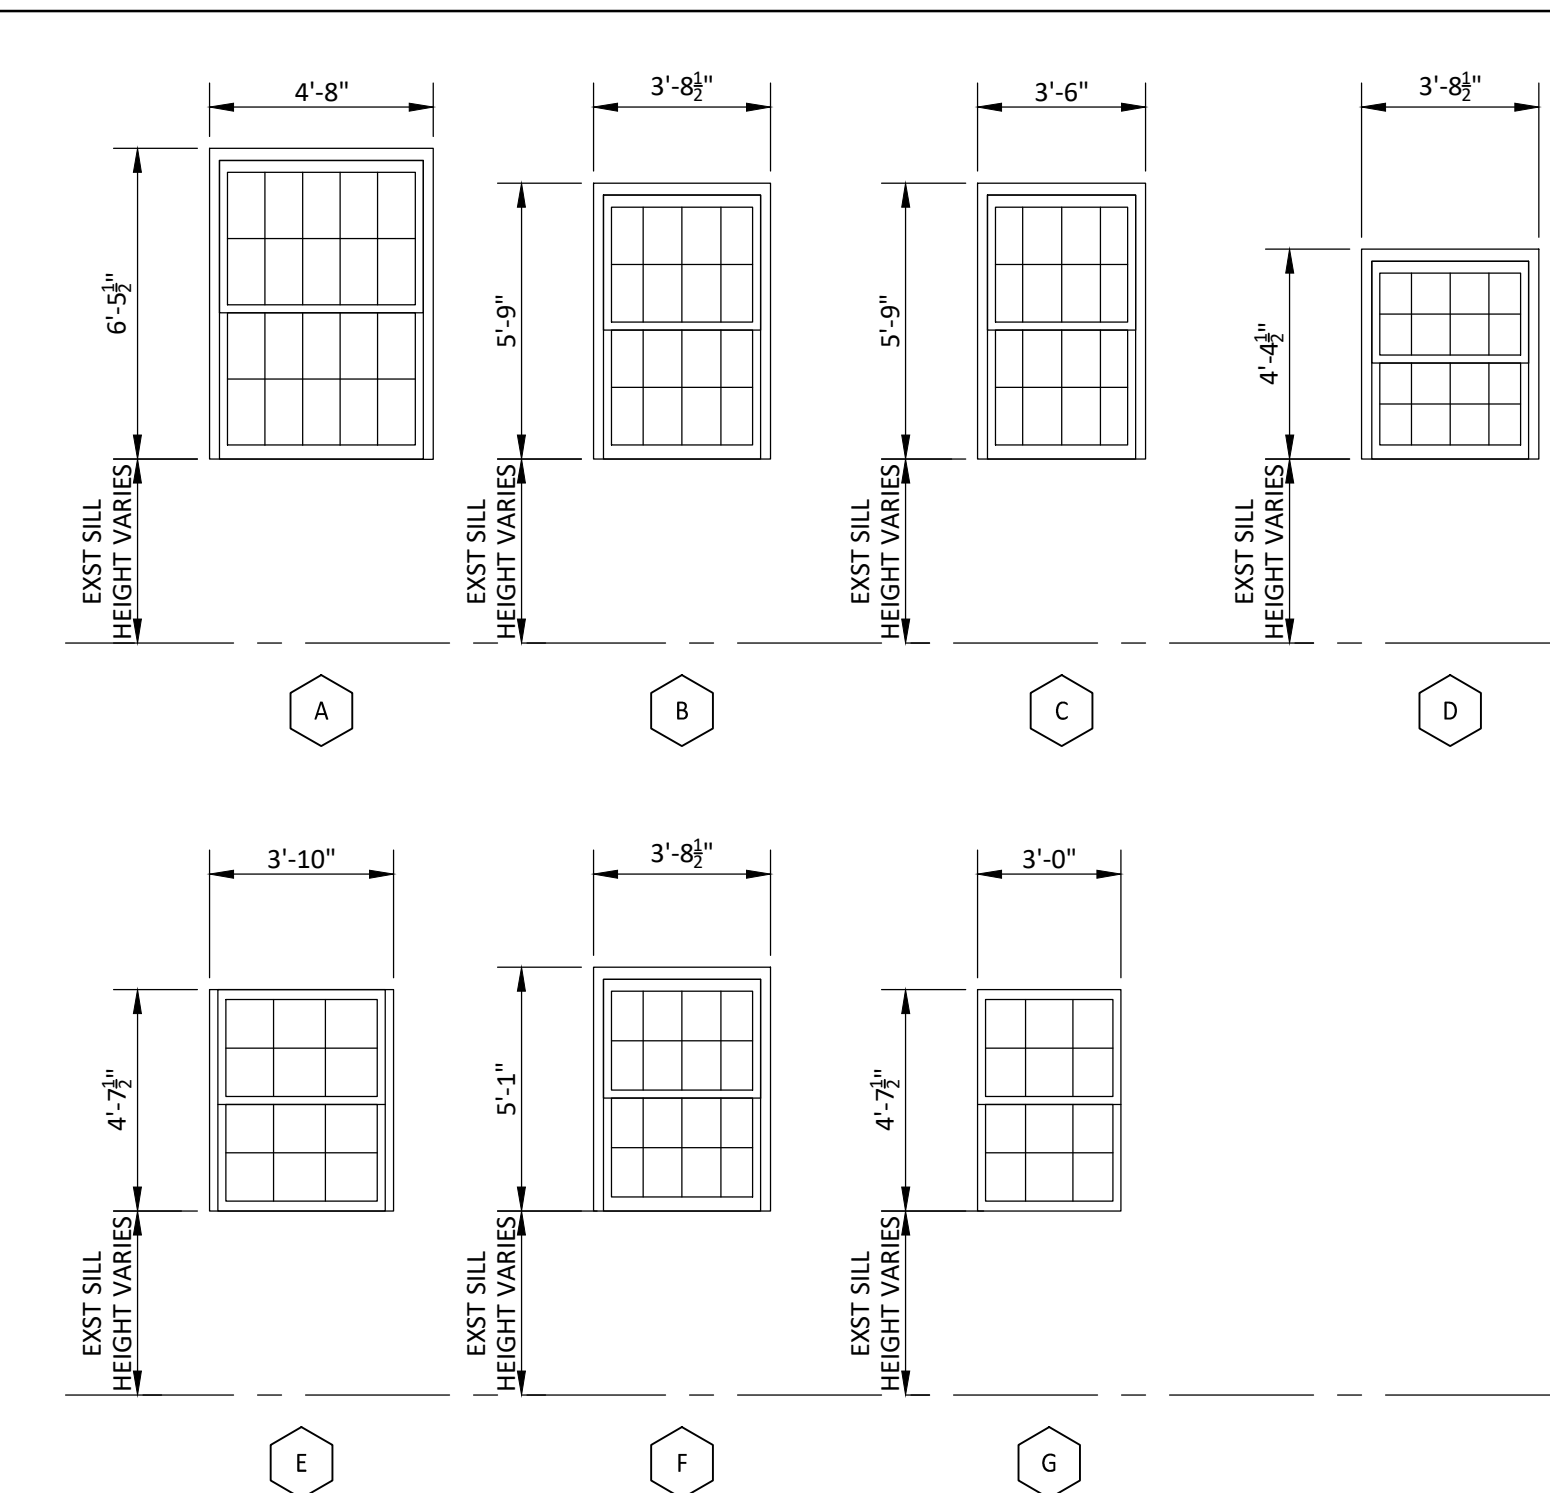 4'-8"
3'-8½"
3'-6"
3'-8½"
6'-5½"
5'-9"
5'-9"
4'-4½"
EXST SILL
HEIGHT VARIES
EXST SILL
HEIGHT VARIES
EXST SILL
HEIGHT VARIES
EXST SILL
HEIGHT VARIES
A
B
C
D
3'-10"
3'-8½"
3'-0"
4'-7½"
5'-1"
4'-7½"
EXST SILL
HEIGHT VARIES
EXST SILL
HEIGHT VARIES
EXST SILL
HEIGHT VARIES
E
F
G